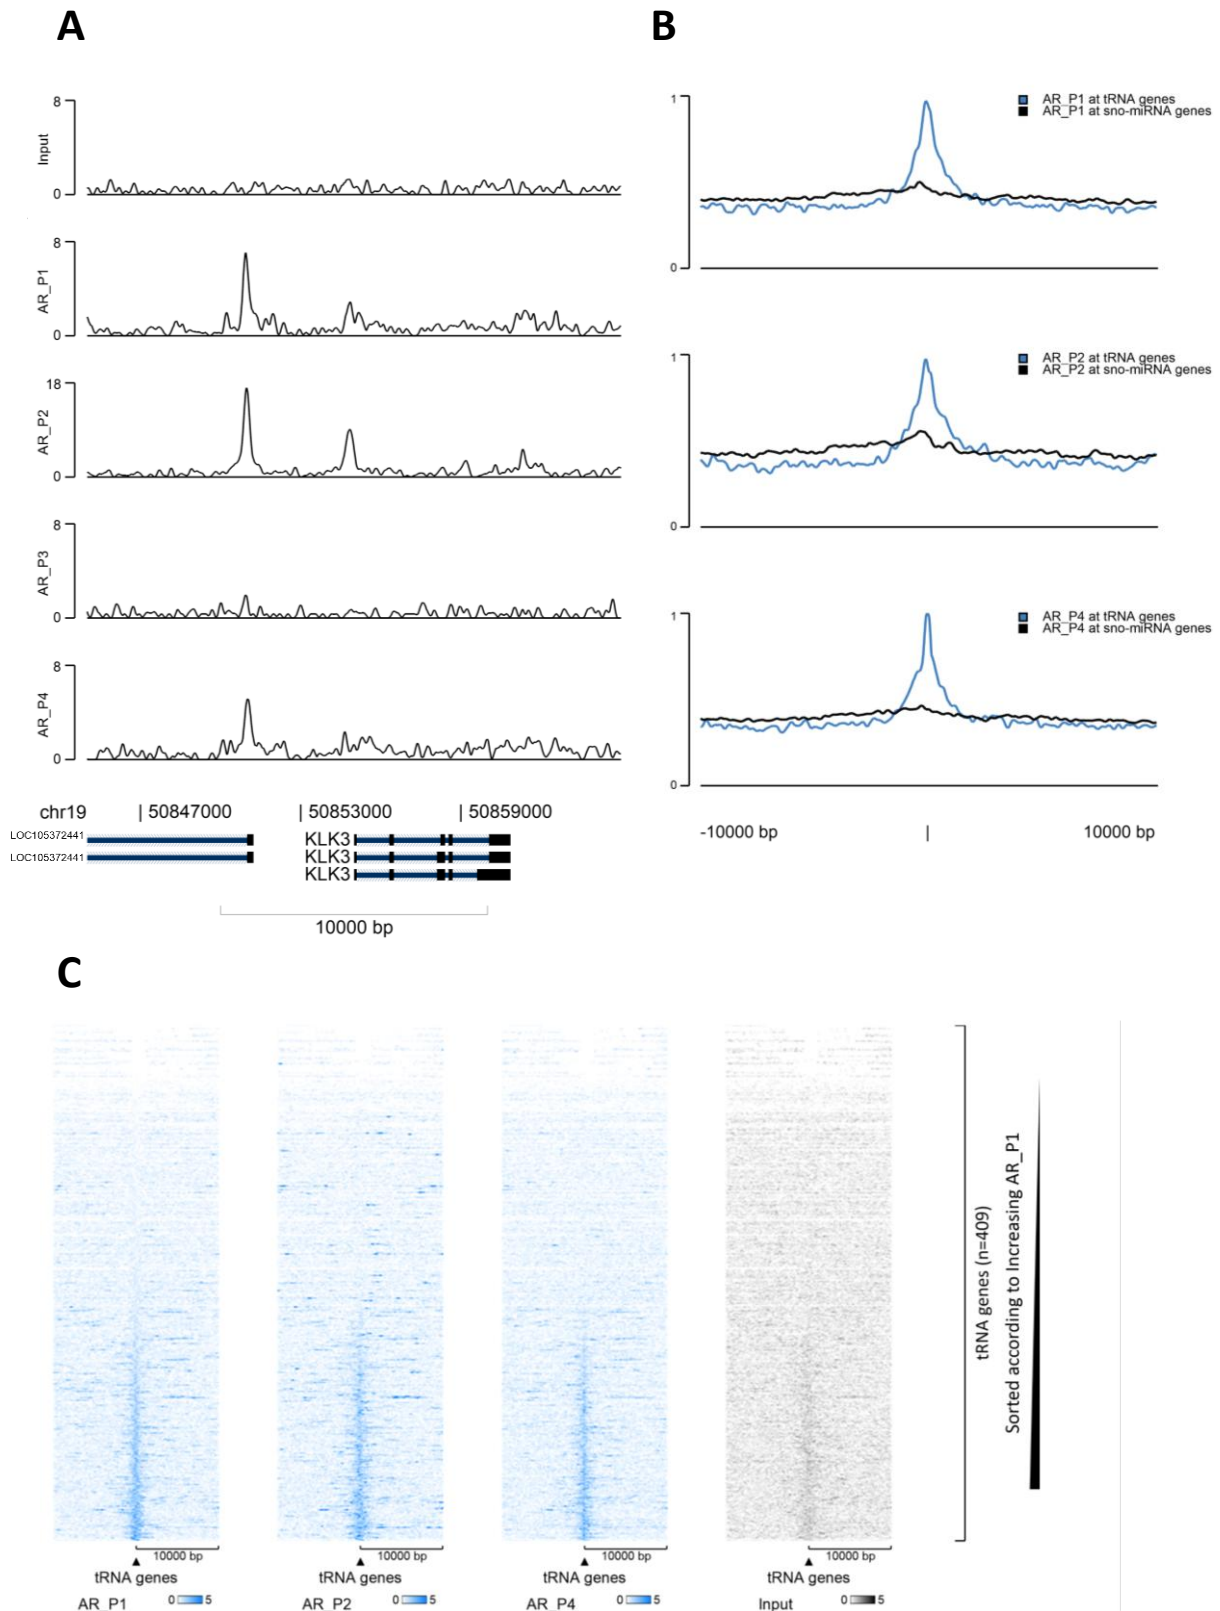 A
B
8
Input
0
8
AR_P1
0
18
AR_P2
0
8
AR_P3
0
8
AR_P4
0
chr19 | 50847000 | 50853000 | 50859000
LOC105372441 KLK3
LOC105372441 KLK3
KLK3
10000 bp
1
AR_P1 at tRNA genes
AR_P1 at sno-miRNA genes
0
1
AR_P2 at tRNA genes
AR_P2 at sno-miRNA genes
0
1
AR_P4 at tRNA genes
AR_P4 at sno-miRNA genes
0
-10000 bp | 10000 bp
C
tRNA genes (n=409)
Sorted according to Increasing AR_P1
10000 bp 10000 bp 10000 bp 10000 bp
tRNA genes tRNA genes tRNA genes tRNA genes
AR_P1 0 5 AR_P2 0 5 AR_P4 0 5 Input 0 5